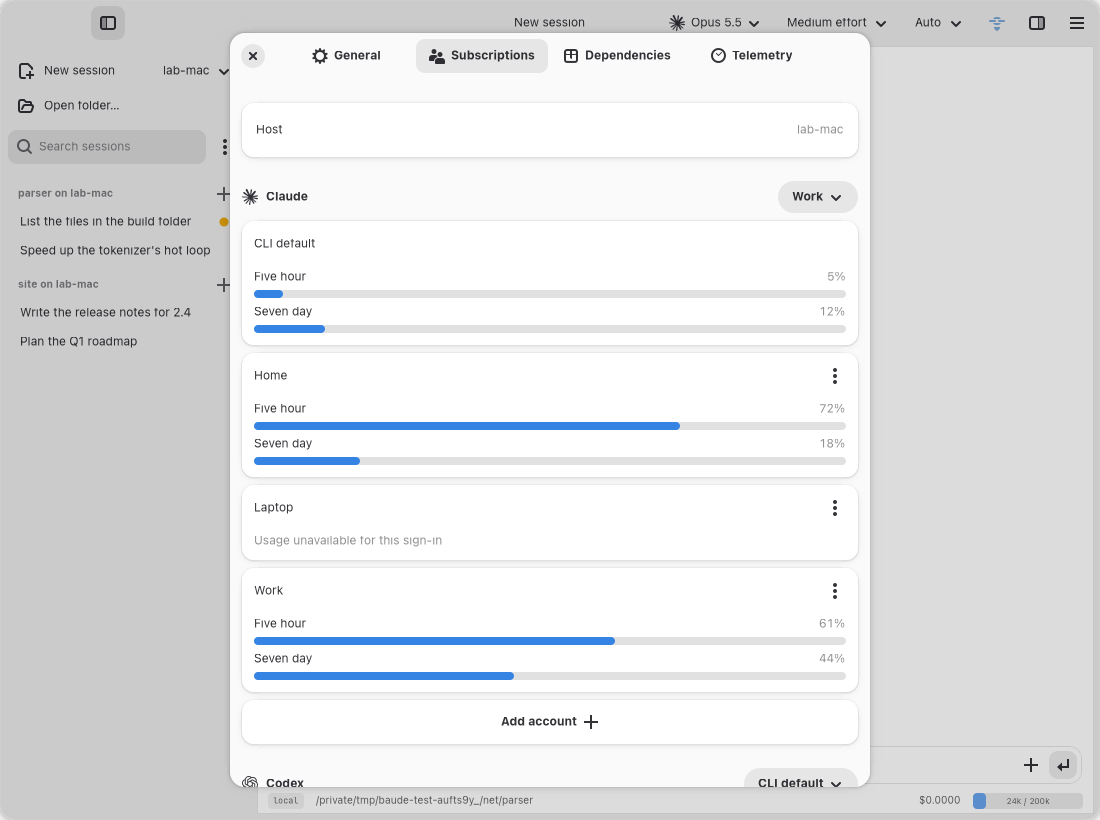 New session
Opus 5.5
Medium effort
Auto
New session
lab-mac
Open folder...
Search sessions
parser on lab-mac
List the files in the build folder
Speed up the tokenizer's hot loop
site on lab-mac
Write the release notes for 2.4
Plan the Q1 roadmap
General
Subscriptions
Dependencies
Telemetry
Host
lab-mac
Claude
Work
CLI default
Five hour
5%
Seven day
12%
Home
Five hour
72%
Seven day
18%
Laptop
Usage unavailable for this sign-in
Work
Five hour
61%
Seven day
44%
Add account
Codex
CLI default
local
/private/tmp/baude-test-aufts9y_/net/parser
$0.0000
24k / 200k